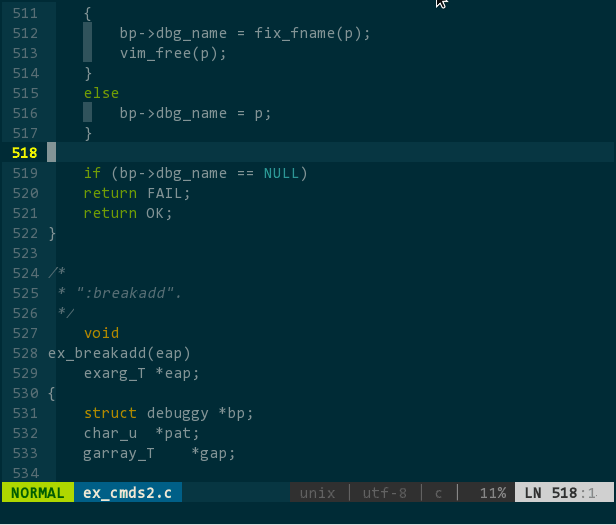 511 {
512 bp->dbg_name = fix_fname(p);
513 vim_free(p);
514 }
515 else
516 bp->dbg_name = p;
517 }
518
519 if (bp->dbg_name == NULL)
520 return FAIL;
521 return OK;
522 }
523
524 /*
525 * ":breakadd".
526 */
527 void
528 ex_breakadd(eap)
529 exarg_T *eap;
530 {
531 struct debuggy *bp;
532 char_u *pat;
533 garray_T *gap;
534
NORMAL ex_cmds2.c unix | utf-8 | c | 11% LN 518:1